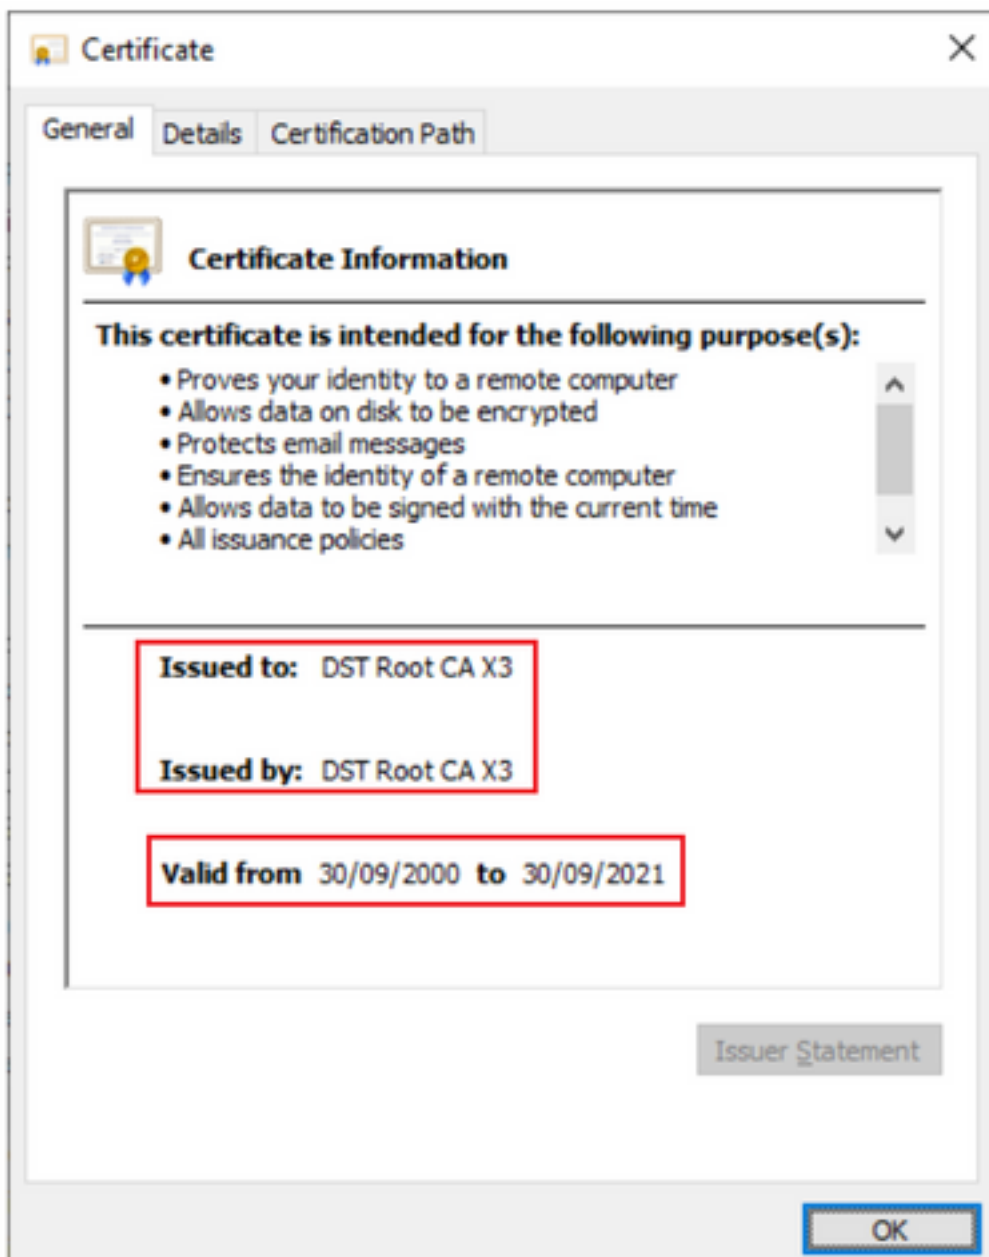 Certificate
General Details Certification Path
Certificate Information
This certificate is intended for the following purpose(s):
• Proves your identity to a remote computer
• Allows data on disk to be encrypted
• Protects email messages
• Ensures the identity of a remote computer
• Allows data to be signed with the current time
• All issuance policies
Issued to: DST Root CA X3
Issued by: DST Root CA X3
Valid from 30/09/2000 to 30/09/2021
Issuer Statement
OK